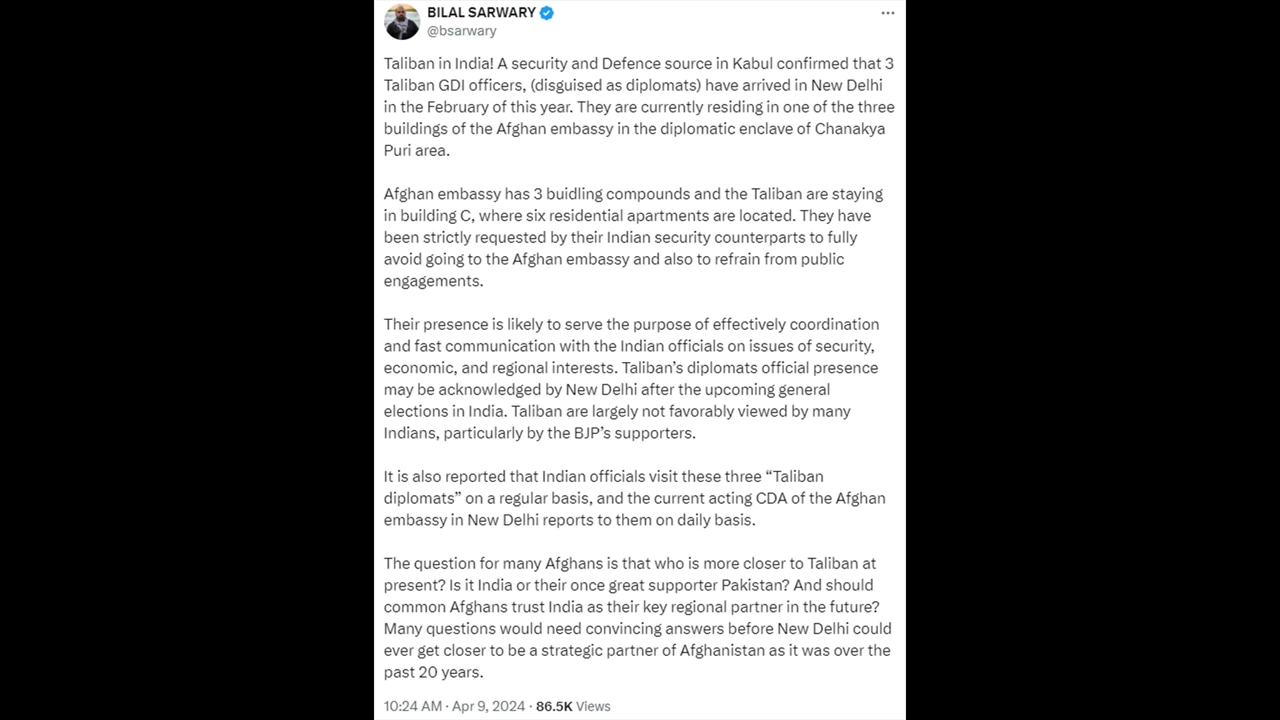 BILAL SARWARY
@bsarwary
Taliban in India! A security and Defence source in Kabul confirmed that 3
Taliban GDI officers, (disguised as diplomats) have arrived in New Delhi
in the February of this year. They are currently residing in one of the three
buildings of the Afghan embassy in the diplomatic enclave of Chanakya
Puri area.
Afghan embassy has 3 buidling compounds and the Taliban are staying
in building C, where six residential apartments are located. They have
been strictly requested by their Indian security counterparts to fully
avoid going to the Afghan embassy and also to refrain from public
engagements.
Their presence is likely to serve the purpose of effectively coordination
and fast communication with the Indian officials on issues of security,
economic, and regional interests. Taliban’s diplomats official presence
may be acknowledged by New Delhi after the upcoming general
elections in India. Taliban are largely not favorably viewed by many
Indians, particularly by the BJP’s supporters.
It is also reported that Indian officials visit these three “Taliban
diplomats” on a regular basis, and the current acting CDA of the Afghan
embassy in New Delhi reports to them on daily basis.
The question for many Afghans is that who is more closer to Taliban at
present? Is it India or their once great supporter Pakistan? And should
common Afghans trust India as their key regional partner in the future?
Many questions would need convincing answers before New Delhi could
ever get closer to be a strategic partner of Afghanistan as it was over the
past 20 years.
10:24 AM · Apr 9, 2024 · 86.5K Views